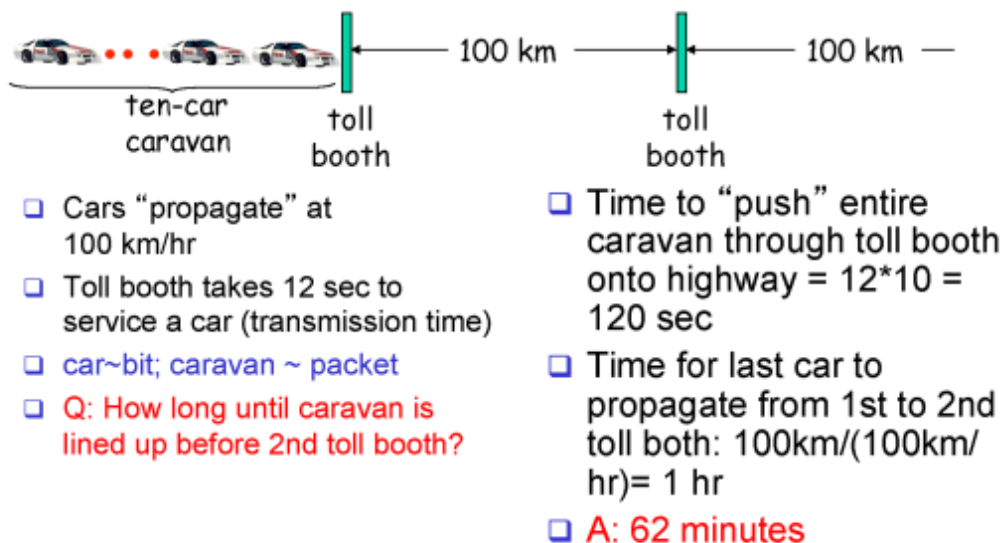 100 km
100 km
ten-car
caravan
toll
booth
toll
booth
Cars “propagate” at
100 km/hr
Toll booth takes 12 sec to
service a car (transmission time)
car~bit; caravan ~ packet
Q: How long until caravan is
lined up before 2nd toll booth?
Time to “push” entire
caravan through toll booth
onto highway = 12*10 =
120 sec
Time for last car to
propagate from 1st to 2nd
toll both: 100km/(100km/
hr)= 1 hr
A: 62 minutes